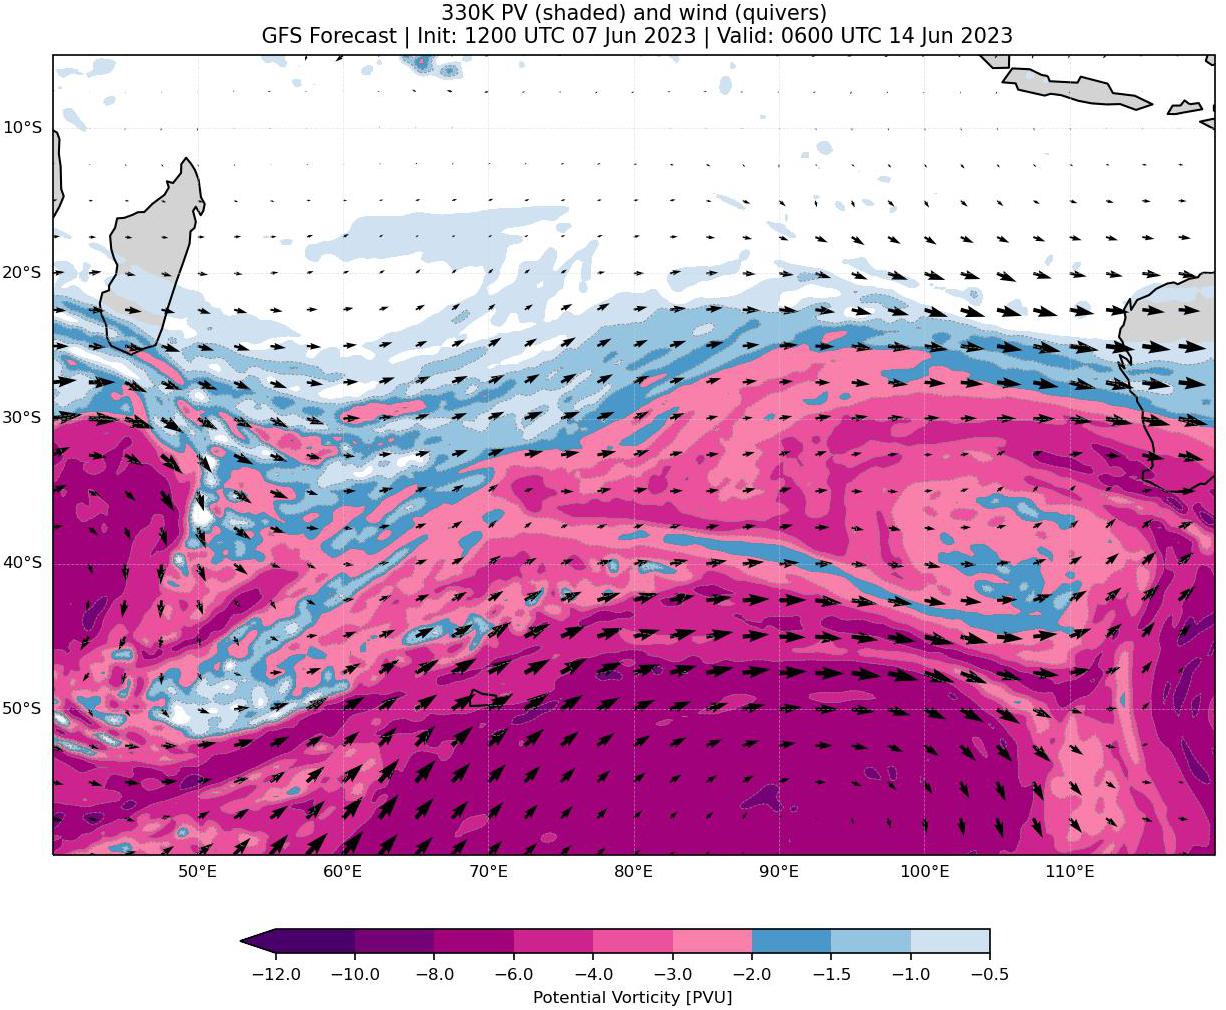 330K PV (shaded) and wind (quivers)
GFS Forecast | Init: 1200 UTC 07 Jun 2023 | Valid: 0600 UTC 14 Jun 2023
10°S
20°S
30°S
40°S
50°S
50°E 60°E 70°E 80°E 90°E 100°E 110°E
−12.0 −10.0 −8.0 −6.0 −4.0 −3.0 −2.0 −1.5 −1.0 −0.5
Potential Vorticity [PVU]